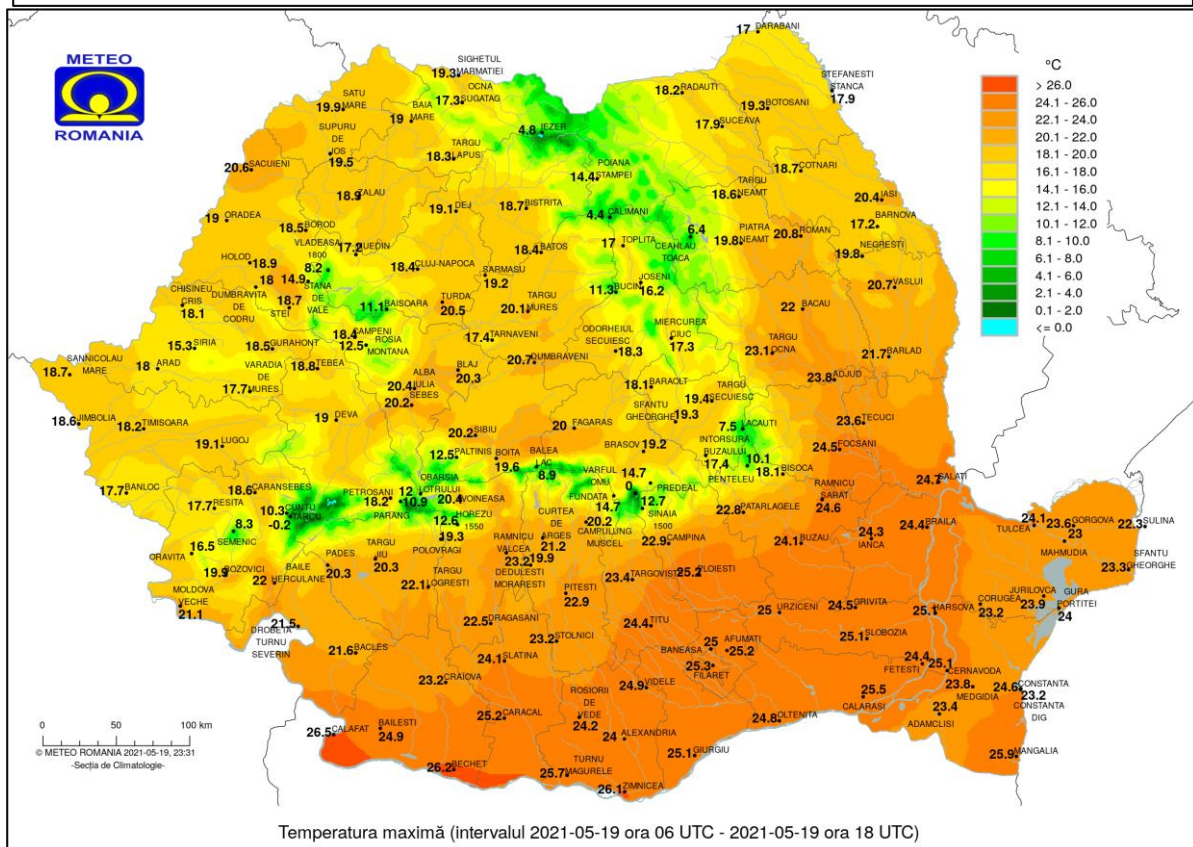 METEO
ROMANIA
17 DARABANI
SIGHETUL
19.3 MARMATIEI
OCNA
17.3 SUGATAG
SATU
19.9 MARE
BAIA
19 MARE
18.2 RADAUTI
STEFANESTI
STANCA
17.9
19.3 BOTOSANI
17.9 SUCEAVA
4.8 IEZER
SUPURU
DE
JOS
19.5
TARGU
18.3 LAPUS
20.6 SACUIENI
POIANA
14.4 STAMPEI
18.7 COTNARI
TARGU
18.6 NEAMT
20.4 IASI
18.9 ZALAU
19.1 DEJ
18.7 BISTRITA
4.4 CALIMANI
BARNOVA
17.2
19 ORADEA
18.5 BOROD
6.4
CEAHLAU
TOACA
PIATRA
19.8 NEAMT
20.8 ROMAN
NEGRESTI
19.8
VLADEASA
1800
8.2
17.2 HUEDIN
18.4 BATOS
17 TOPLITA
HOLOD
18.9
18.4 CLUJ-NAPOCA
SARMASU
19.2
14.9
STANA
DE
VALE
18
DUMBRAVITA
DE
CODRU
JOSENI
16.2
11.3 BUCIN
20.7 VASLUI
CHISINEU
CRIS
18.1
18.7
STEI
11.1 BAISOARA
TURDA
20.5
TARGU
20.1 MURES
22 BACAU
15.3 SIRIA
18.5 GURAHONT
18.4 CAMPENI
12.5 ROSIA
MONTANA
17.4 TARNAVENI
ODORHEIUL
SECUIESC
18.3
MIERCUREA
CIUC
17.3
TARGU
23.1 OCNA
21.7 BARLAD
SANNICOLAU
18.7 MARE
18 ARAD
VARADIA
DE
17.7 MURES
18.8 TEBEA
BLAJ
20.3
20.7 DUMBRAVENI
23.8 ADJUD
ALBA
20.4 IULIA
SEBES
20.2
18.1 BARAOLT
TARGU
19.4 SECUIESC
18.6 JIMBOLIA
18.2 TIMISOARA
19 DEVA
20.2 SIBIU
20 FAGARAS
SFANTU
GHEORGHE 19.3
7.5 LACAUTI
23.6 TECUCI
19.1 LUGOJ
12.5 PALTINIS
BOITA
19.6
BALEA
LAC
8.9
BRASOV 19.2
INTORSURA
BUZAULUI
17.4
10.1
PENTELEU
18.1 BISOCA
24.5 FOCSANI
17.7 BANLOC
17.7 RESITA
18.6 CARANSEBES
10.3 CUNTU
-0.2 TARCU
PETROSANI
18.2
12
OBARSIA
LOTRULUI
10.9
PARANG
20.4 VOINEASA
VARFUL
OMU
0
14.7
PREDEAL
FUNDATA
14.7
12.7
SINAIA
1500
RAMNICU
SARAT
24.6
24.7 GALATI
8.3
SEMENIC
12.6 HOREZU
1550
19.3
POLOVRAGI
CURTEA
DE
ARGES
21.2
20.2
CAMPULUNG
MUSCEL
22.9 CAMPINA
22.8 PATARLAGELE
24.1 BUZAU
24.3
IANCA
24.4 BRAILA
24.1
TULCEA
23.6 GORGOVA
23
MAHMUDIA
22.3 SULINA
16.5
ORAVITA
19.9 BOZOVICI
22
BAILE
HERCULANE
PADES
20.3
TARGU
JIU
20.3
TARGU
22.1 LOGRESTI
RAMNICU
VALCEA
23.2
19.9
DEDULESTI
MORARESTI
PITESTI
22.9
23.4 TARGOVISTE
25.2 PLOIESTI
SFANTU
23.3 GHEORGHE
MOLDOVA
VECHE
21.1
25 URZICENI
24.5 GRIVITA
25.1 HARSOVA
CORUGEA
23.2
JURILOVCA
23.9
GURA
PORTITEI
24
21.5
DROBETA
TURNU
SEVERIN
22.5 DRAGASANI
23.2 STOLNICI
24.4 TITU
21.6 BACLES
24.1 SLATINA
25
BANEASA
AFUMATI
25.2
25.3
FILARET
25.1 SLOBOZIA
24.4
FETESTI
25.1
CERNAVODA
23.2 CRAIOVA
24.9 VIDELE
25.5
CALARASI
23.8
MEDGIDIA
24.6 CONSTANTA
23.2
CONSTANTA
DIG
23.4
ADAMCLISI
26.5 CALAFAT
BAILESTI
24.9
25.2 CARACAL
ROSIORII
DE
VEDE
24.2
24 ALEXANDRIA
24.8 OLTENITA
25.1 GIURGIU
25.9 MANGALIA
26.2 BECHET
TURNU
25.7 MAGURELE
26.1 ZIMNICEA
°C
> 26.0
24.1 - 26.0
22.1 - 24.0
20.1 - 22.0
18.1 - 20.0
16.1 - 18.0
14.1 - 16.0
12.1 - 14.0
10.1 - 12.0
8.1 - 10.0
6.1 - 8.0
4.1 - 6.0
2.1 - 4.0
0.1 - 2.0
<= 0.0
0 50 100 km
© METEO ROMANIA 2021-05-19, 23:31
-Secția de Climatologie-
Temperatura maximă (intervalul 2021-05-19 ora 06 UTC - 2021-05-19 ora 18 UTC)